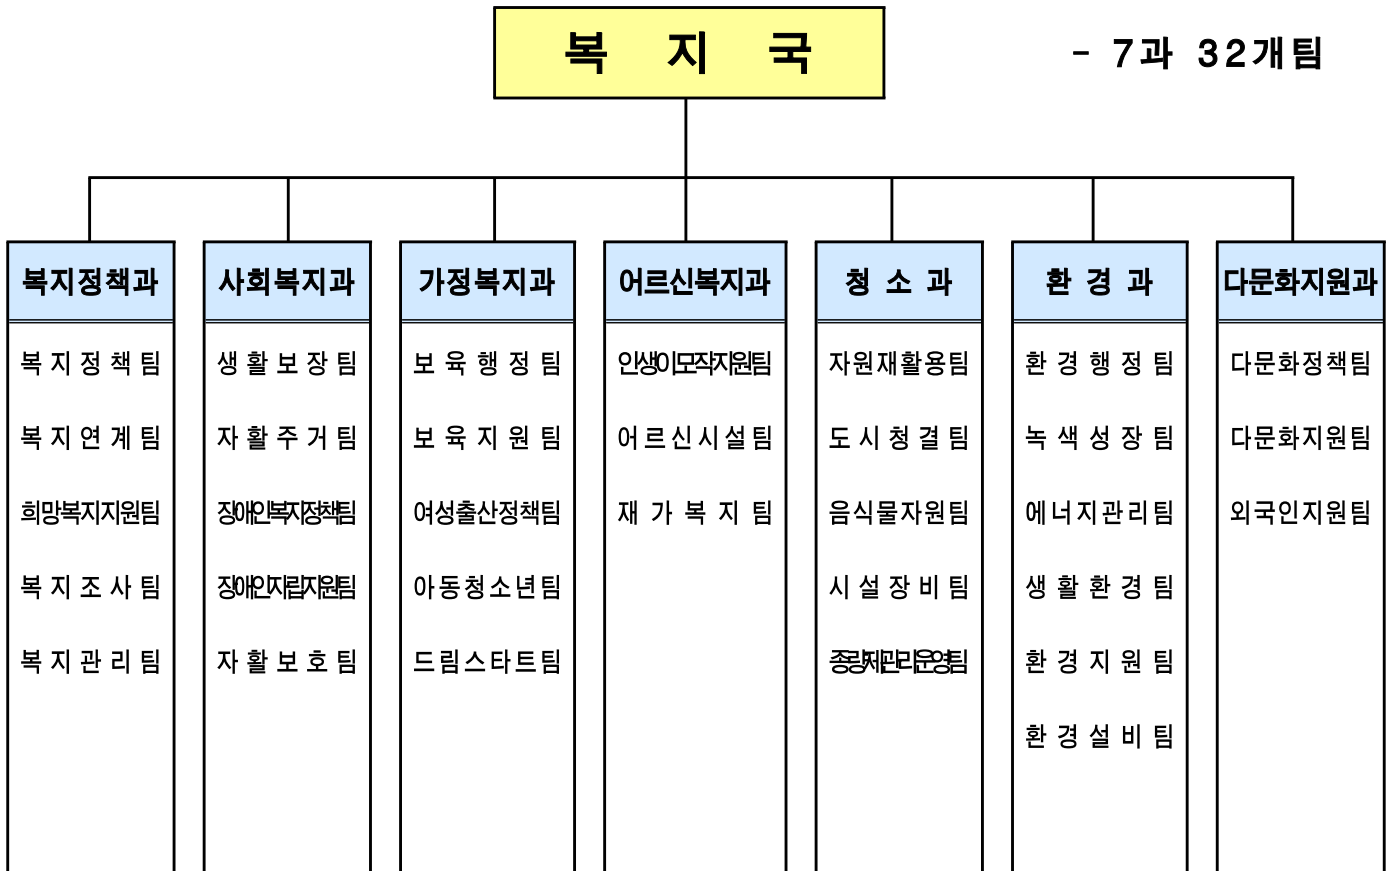 복 지 국
- 7과 32개팀
복지정책과
복지정책팀
복지연계팀
희망복지지원팀
복지조사팀
복지관리팀
사회복지과
생활보장팀
자활주거팀
장애인복지정책팀
장애인자립지원팀
자활보호팀
가정복지과
보육행정팀
보육지원팀
여성출산정책팀
아동청소년팀
드림스타트팀
어르신복지과
인생이모작지원팀
어르신시설팀
재가복지팀
청 소 과
자원재활용팀
도시청결팀
음식물자원팀
시설장비팀
종량제관리운영팀
환 경 과
환경행정팀
녹색성장팀
에너지관리팀
생활환경팀
환경지원팀
환경설비팀
다문화지원과
다문화정책팀
다문화지원팀
외국인지원팀